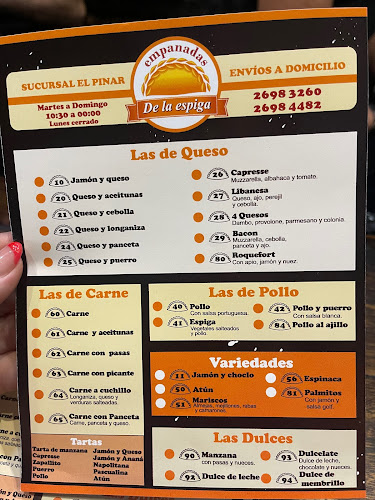 SUCURSAL EL PINAR
Martes a Domingo
10:30 a 00:00
Lunes cerrado
empanadas
De la espiga
ENVÍOS A DOMICILIO
2698 3260
2698 4482
Las de Queso
10 Jamón y queso
20 Queso y aceitunas
21 Queso y cebolla
22 Queso y longaniza
24 Queso y panceta
25 Queso y puerro
26 Capresse
Muzzarella, albahaca y tomate.
27 Libanesa
Queso, ajo, perejil
y cebolla.
28 4 Quesos
Dambo, provolone, parmesano y colonia.
29 Bacon
Muzzarella, cebolla,
panceta y ajo.
80 Roquefort
Con apio, jamón y nuez.
Las de Carne
60 Carne
61 Carne y aceitunas
62 Carne con pasas
63 Carne con picante
64 Carne a cuchillo
Longaniza, queso y
verduras salteadas.
65 Carne con Panceta
Carne, panceta y queso.
Las de Pollo
40 Pollo
Con salsa portuguesa.
41 Espiga
Vegetales salteados
y pollo.
42 Pollo y puerro
Con salsa blanca.
84 Pollo al ajillo
Variedades
11 Jamón y choclo
50 Atún
51 Mariscos
Almejas, mejillones, rabas
y camarones.
56 Espinaca
81 Palmitos
Con jamón y
salsa golf.
Tartas
Tarta de manzana
Capresse
Zapallito
Puerro
Pollo
Jamón y Queso
Jamón y Ananá
Napolitana
Pascualina
Atún
Las Dulces
90 Manzana
con pasas y nueces.
92 Dulce de leche
93 Dulcelate
Dulce de leche,
chocolate y nueces.
94 Dulce de
membrillo